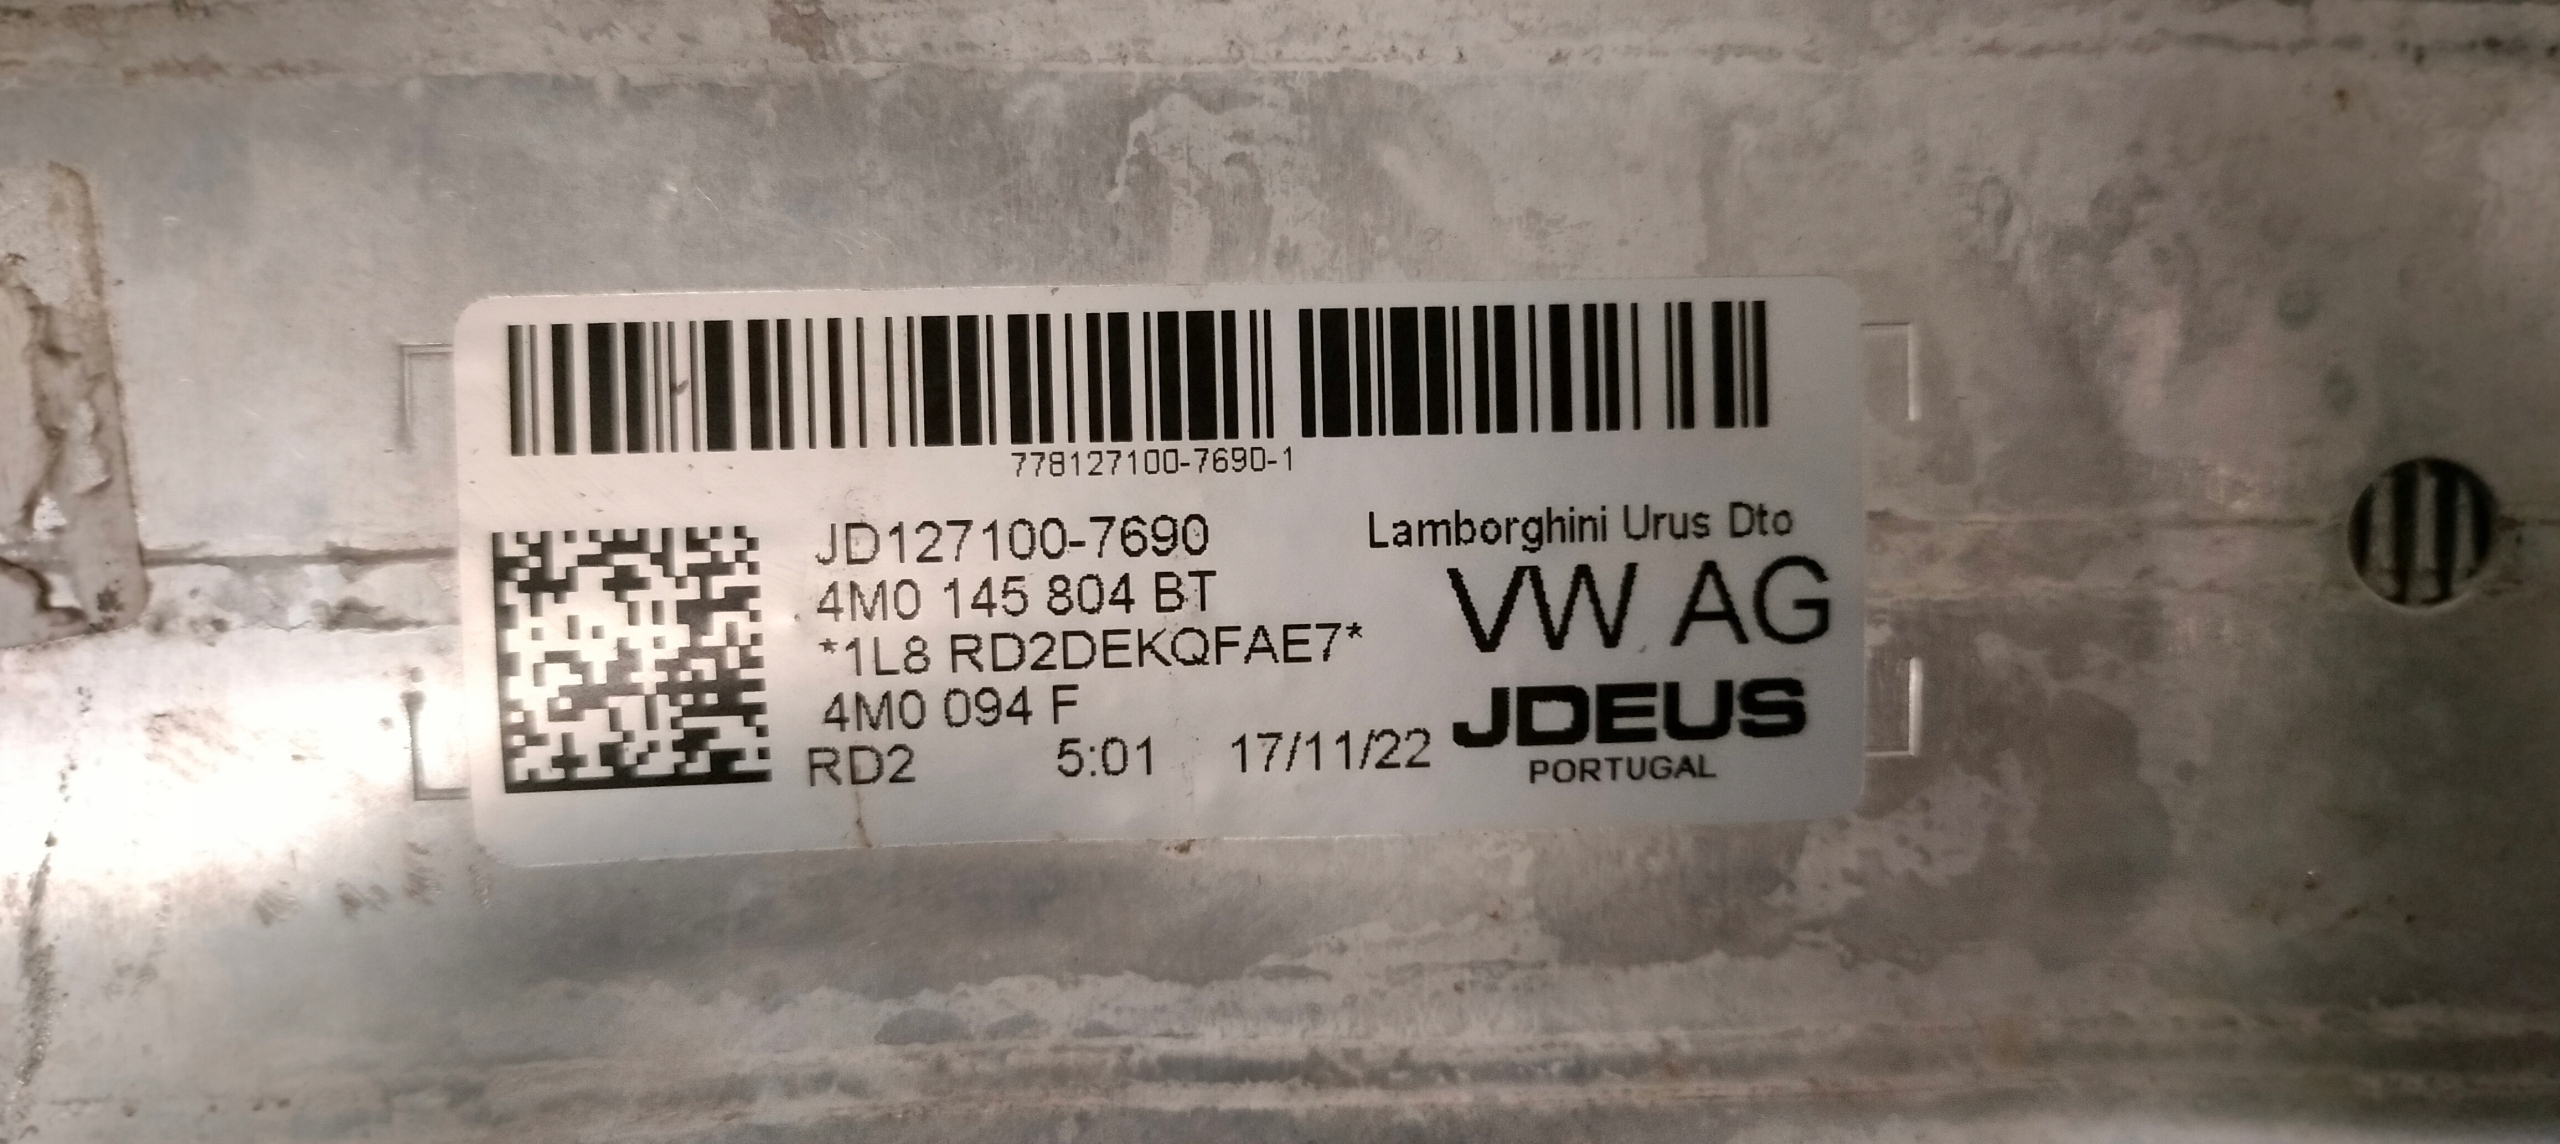 778127100-7690-1
JD127100-7690
Lamborghini Urus Dto
4M0 145 804 BT
VW AG
*1L8 RD2DEKQFAE7*
4M0 094 F
JDEUS
RD2 5:01 17/11/22
PORTUGAL